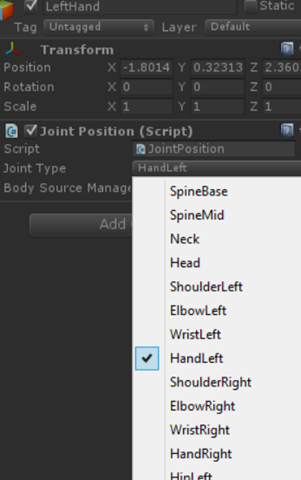 LeftHand Static
Tag Untagged Layer Default
Transform
Position X -1.8014 Y 0.32313 Z 2.360
Rotation X 0 Y 0 Z 0
Scale X 1 Y 1 Z 1
Joint Position (Script)
Script JointPosition
Joint Type HandLeft
Body Source Manage
Add
SpineBase
SpineMid
Neck
Head
ShoulderLeft
ElbowLeft
WristLeft
HandLeft
ShoulderRight
ElbowRight
WristRight
HandRight
HipLeft